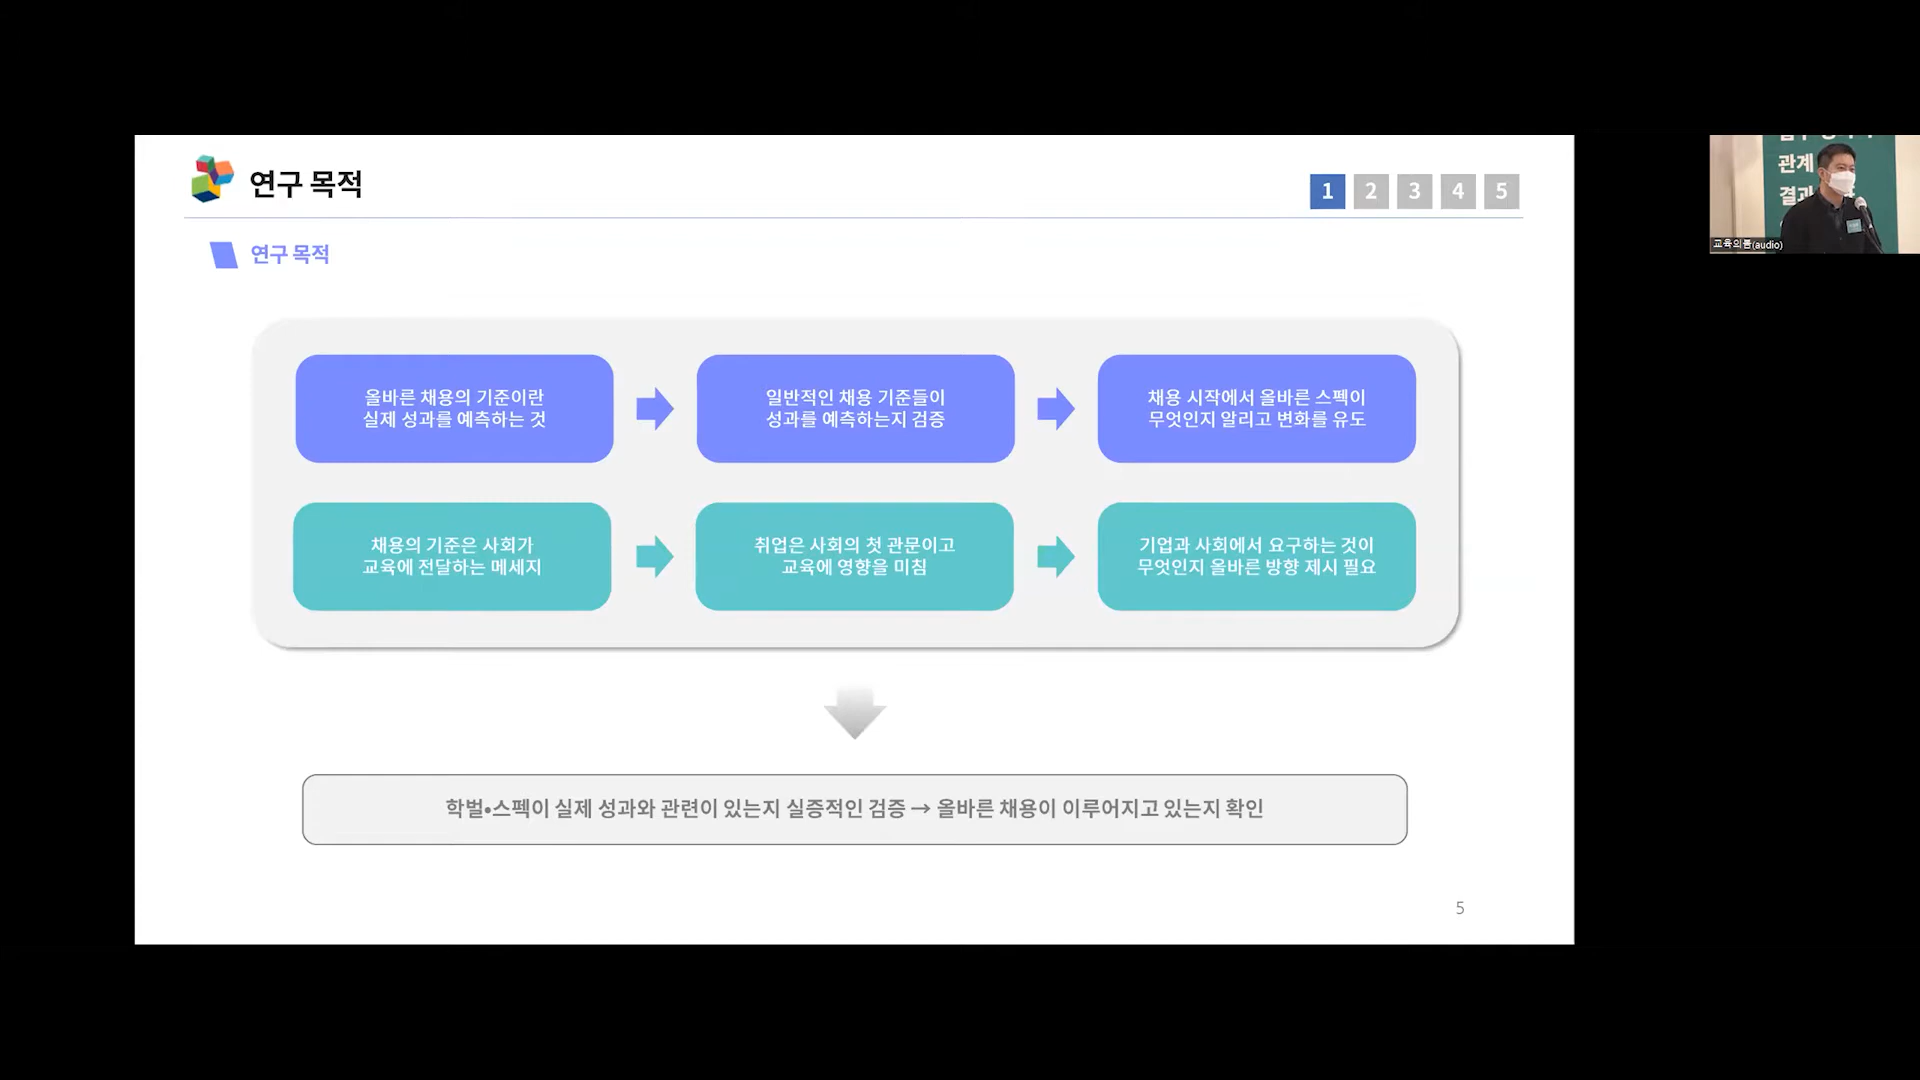 연구 목적
1 2 3 4 5
연구 목적
올바른 채용의 기준이란
실제 성과를 예측하는 것
일반적인 채용 기준들이
성과를 예측하는지 검증
채용 시작에서 올바른 스펙이
무엇인지 알리고 변화를 유도
채용의 기준은 사회가
교육에 전달하는 메세지
취업은 사회의 첫 관문이고
교육에 영향을 미침
기업과 사회에서 요구하는 것이
무엇인지 올바른 방향 제시 필요
학벌•스펙이 실제 성과와 관련이 있는지 실증적인 검증 → 올바른 채용이 이루어지고 있는지 확인
5
관계
결과
교육의봄(audio)